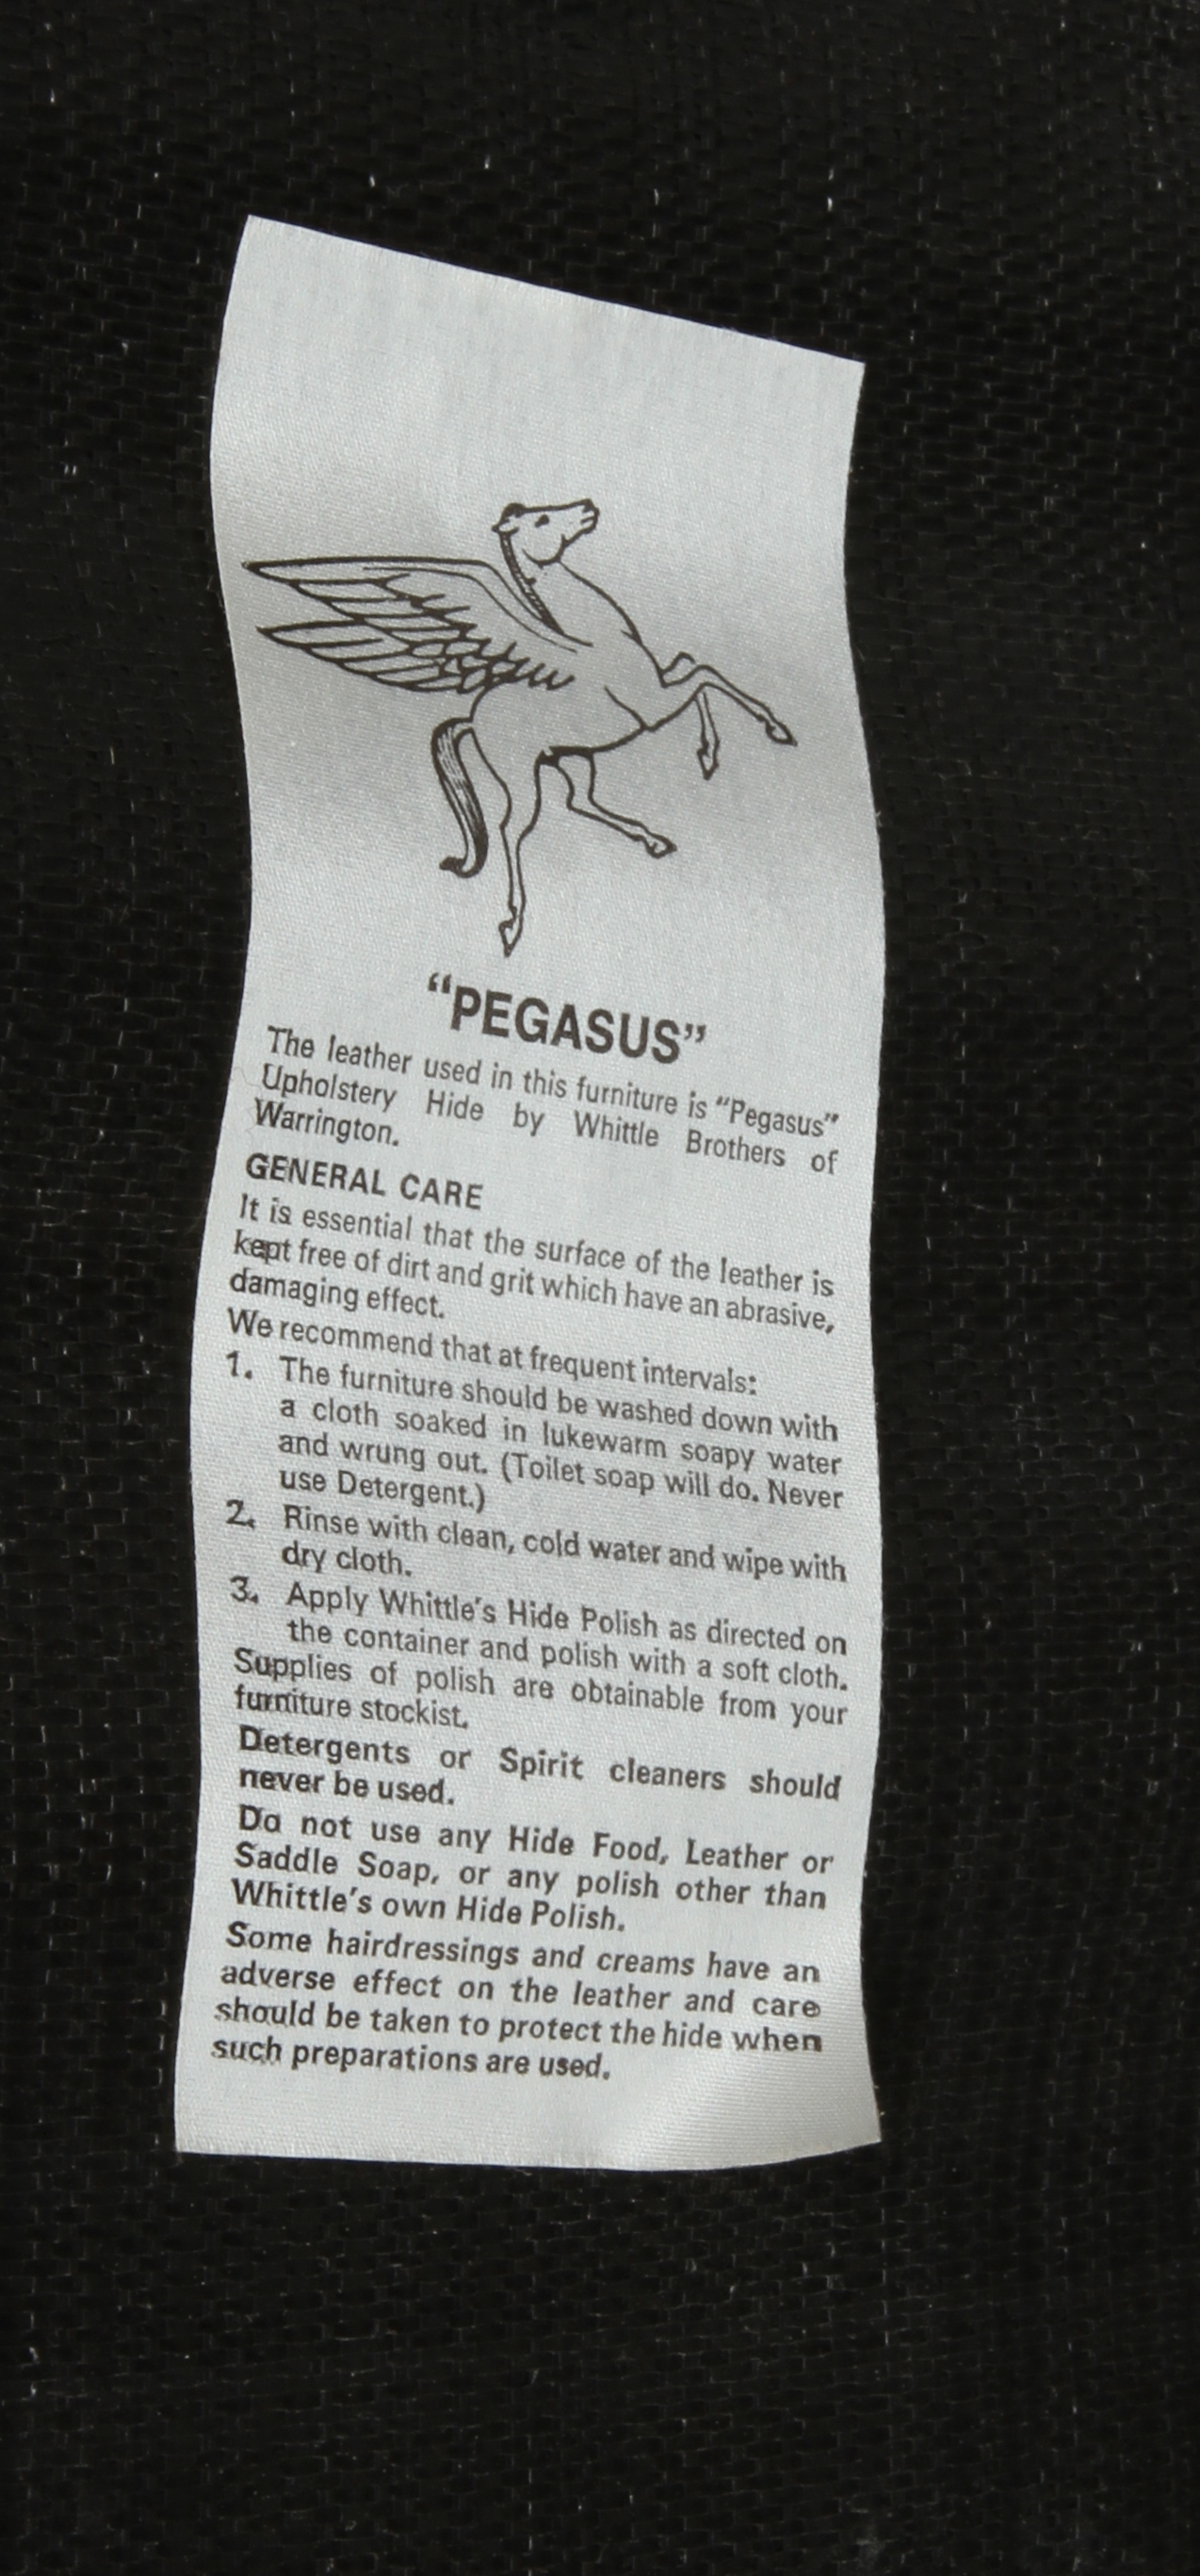 “PEGASUS”
The leather used in this furniture is “Pegasus”
Upholstery Hide by Whittle Brothers of
Warrington.
GENERAL CARE
It is essential that the surface of the leather is
kept free of dirt and grit which have an abrasive,
damaging effect.
We recommend that at frequent intervals:
1. The furniture should be washed down with
a cloth soaked in lukewarm soapy water
and wrung out. (Toilet soap will do. Never
use Detergent.)
2. Rinse with clean, cold water and wipe with
dry cloth.
3. Apply Whittle's Hide Polish as directed on
the container and polish with a soft cloth.
Supplies of polish are obtainable from your
furniture stockist.
Detergents or Spirit cleaners should
never be used.
Do not use any Hide Food, Leather or
Saddle Soap, or any polish other than
Whittle's own Hide Polish.
Some hairdressings and creams have an
adverse effect on the leather and care
should be taken to protect the hide when
such preparations are used.